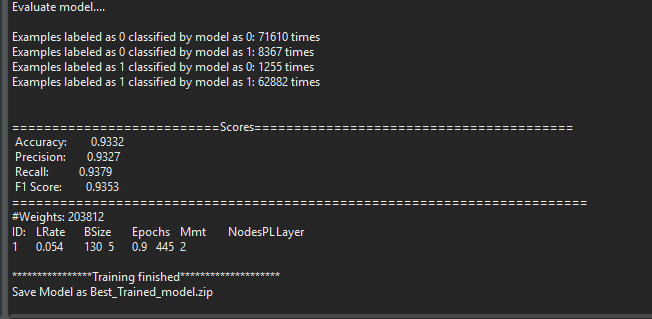 Evaluate model....
Examples labeled as 0 classified by model as 0: 71610 times
Examples labeled as 0 classified by model as 1: 8367 times
Examples labeled as 1 classified by model as 0: 1255 times
Examples labeled as 1 classified by model as 1: 62882 times
==========================Scores========================================
Accuracy: 0.9332
Precision: 0.9327
Recall: 0.9379
F1 Score: 0.9353
========================================================================
#Weights: 203812
ID: LRate BSize Epochs Mmt NodesPLLayer
1 0.054 130 5 0.9 445 2
****************Training finished********************
Save Model as Best_Trained_model.zip